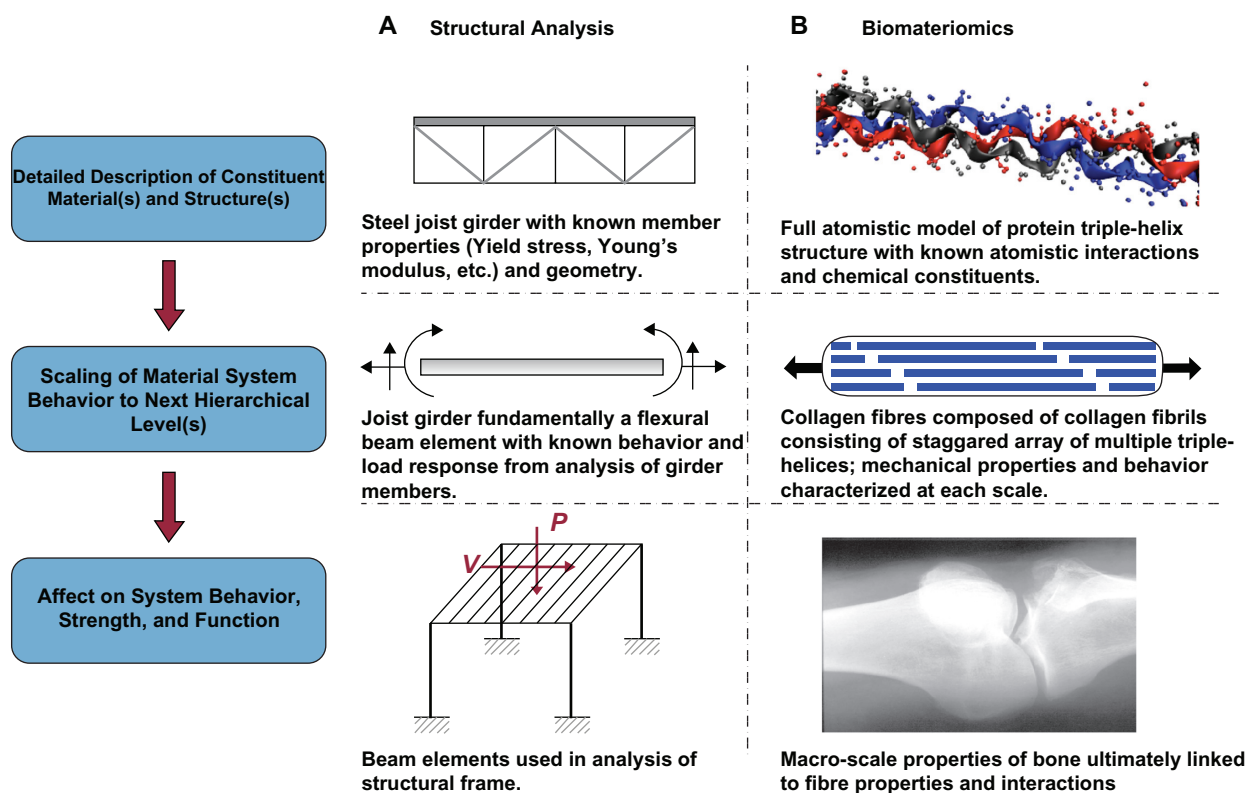 A Structural Analysis
B Biomateriomics
Detailed Description of Constituent
Material(s) and Structure(s)
Steel joist girder with known member
properties (Yield stress, Young's
modulus, etc.) and geometry.
Full atomistic model of protein triple-helix
structure with known atomistic interactions
and chemical constituents.
Scaling of Material System
Behavior to Next Hierarchical
Level(s)
Joist girder fundamentally a flexural
beam element with known behavior and
load response from analysis of girder
members.
Collagen fibres composed of collagen fibrils
consisting of staggared array of multiple triple-
helices; mechanical properties and behavior
characterized at each scale.
Affect on System Behavior,
Strength, and Function
P
V
Beam elements used in analysis of
structural frame.
Macro-scale properties of bone ultimately linked
to fibre properties and interactions